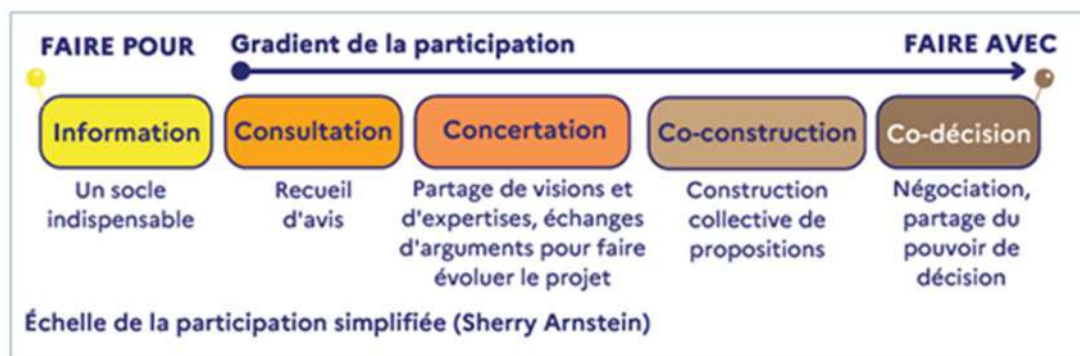 FAIRE POUR
Gradient de la participation
FAIRE AVEC
Information
Consultation
Concertation
Co-construction
Co-décision
Un socle
indispensable
Recueil
d'avis
Partage de visions et
d'expertises, échanges
d'arguments pour faire
évoluer le projet
Construction
collective de
propositions
Négociation,
partage du
pouvoir de
décision
Échelle de la participation simplifiée (Sherry Arnstein)